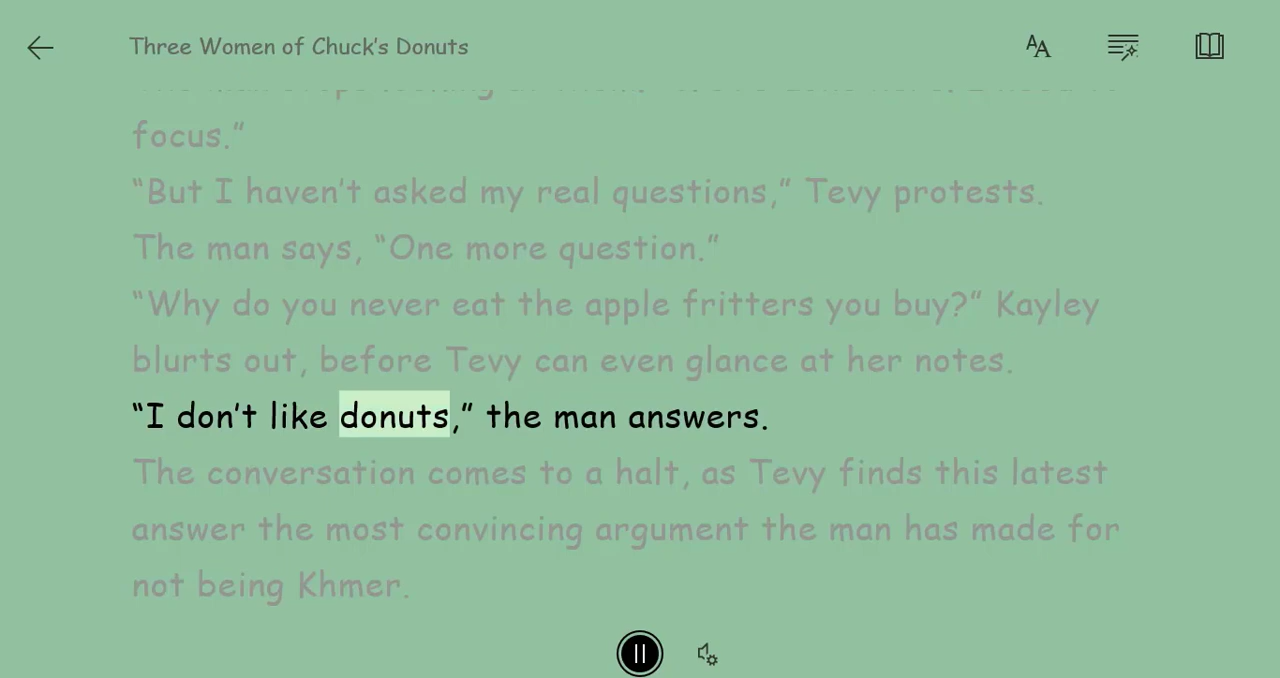 Three Women of Chuck's Donuts
focus.”
“But I haven't asked my real questions,” Tevy protests.
The man says, “One more question.”
“Why do you never eat the apple fritters you buy?” Kayley
blurts out, before Tevy can even glance at her notes.
“I don't like donuts,” the man answers.
The conversation comes to a halt, as Tevy finds this latest
answer the most convincing argument the man has made for
not being Khmer.